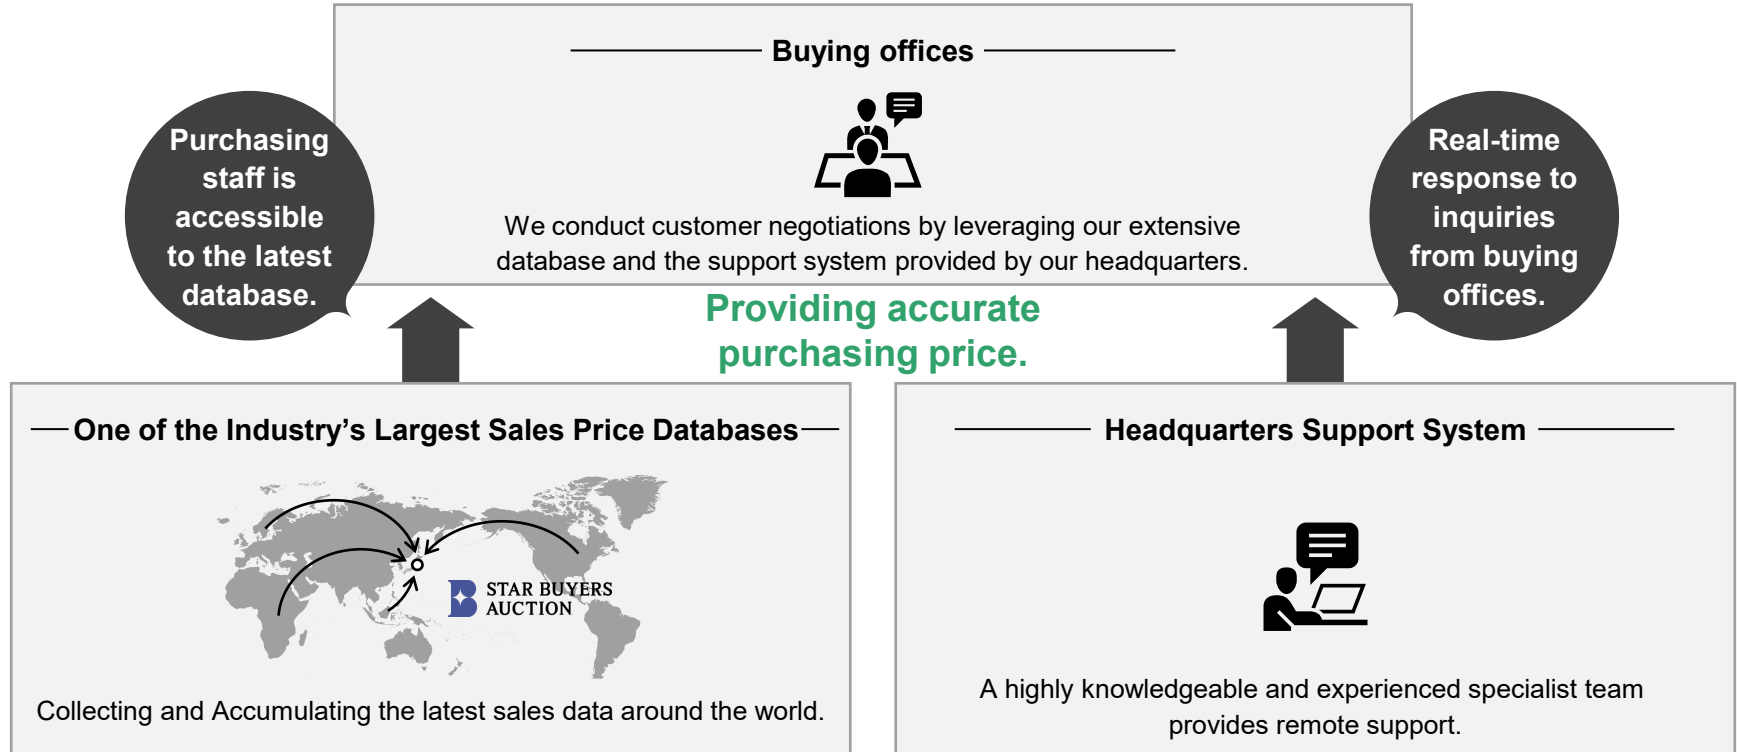 Buying offices
Purchasing
staff is
accessible
to the latest
database.
Real-time
response to
inquiries
from buying
offices.
We conduct customer negotiations by leveraging our extensive
database and the support system provided by our headquarters.
Providing accurate
purchasing price.
One of the Industry’s Largest Sales Price Databases
STAR BUYERS
AUCTION
Collecting and Accumulating the latest sales data around the world.
Headquarters Support System
A highly knowledgeable and experienced specialist team
provides remote support.